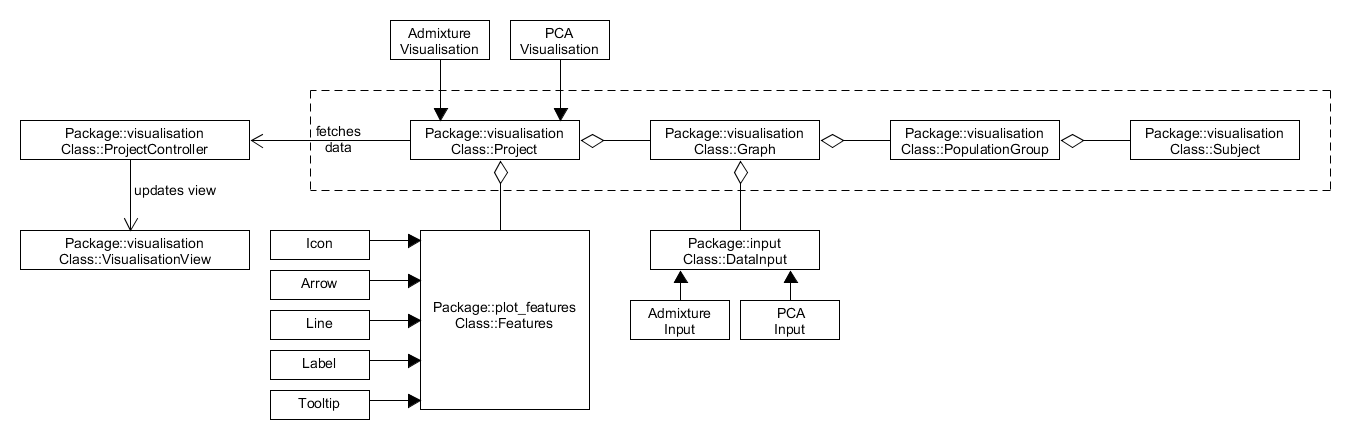 Admixture
Visualisation
PCA
Visualisation
Package::visualisation
Class::ProjectController
fetches
data
Package::visualisation
Class::Project
Package::visualisation
Class::Graph
Package::visualisation
Class::PopulationGroup
Package::visualisation
Class::Subject
updates view
Package::visualisation
Class::VisualisationView
Icon
Arrow
Line
Label
Tooltip
Package::plot_features
Class::Features
Package::input
Class::DataInput
Admixture
Input
PCA
Input